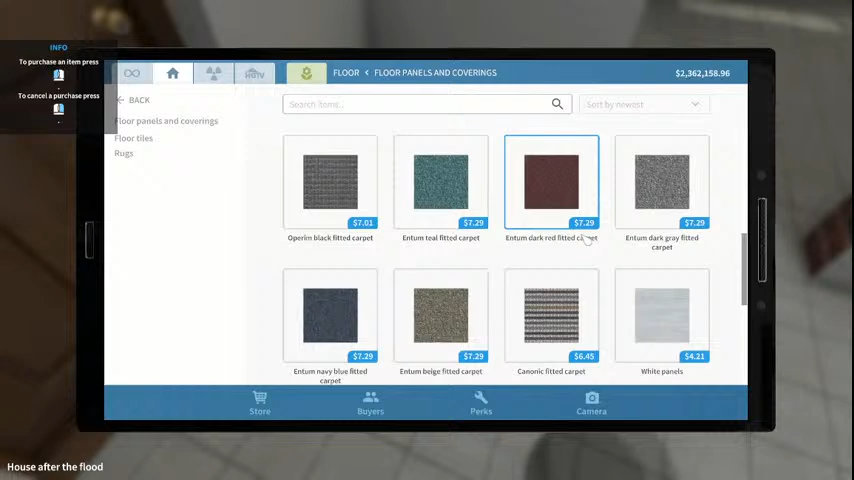 INFO
To purchase an item press
To cancel a purchase press
HGTV
FLOOR < FLOOR PANELS AND COVERINGS
$2,362,158.96
BACK
Search items...
Sort by newest
Floor panels and coverings
Floor tiles
Rugs
$7.01
$7.29
$7.29
$7.29
Operim black fitted carpet
Entum teal fitted carpet
Entum dark red fitted carpet
Entum dark gray fitted
carpet
$7.29
$7.29
$6.45
$4.21
Entum navy blue fitted
carpet
Entum beige fitted carpet
Canonic fitted carpet
White panels
Store
Buyers
Perks
Camera
House after the flood